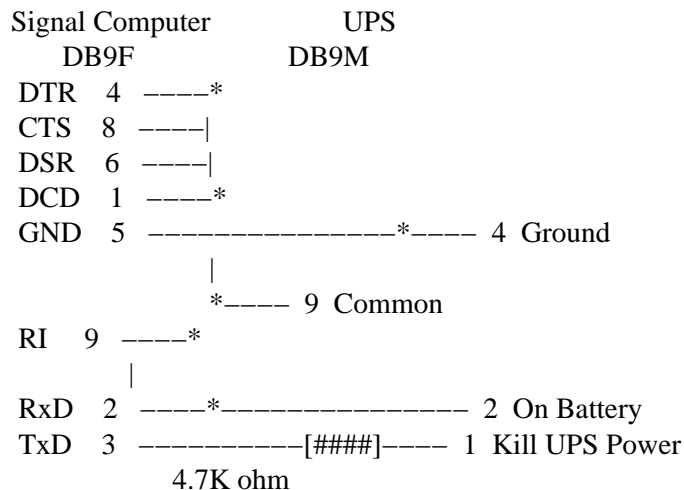 Signal Computer UPS
DB9F DB9M
DTR 4 −−−−*
CTS 8 −−−−|
DSR 6 −−−−|
DCD 1 −−−−*
GND 5 −−−−−−−−−−−−−−−*−−−− 4 Ground
|
*−−−− 9 Common
RI 9 −−−−*
|
RxD 2 −−−−*−−−−−−−−−−−−−−− 2 On Battery
TxD 3 −−−−−−−−−−[####]−−−− 1 Kill UPS Power
4.7K ohm